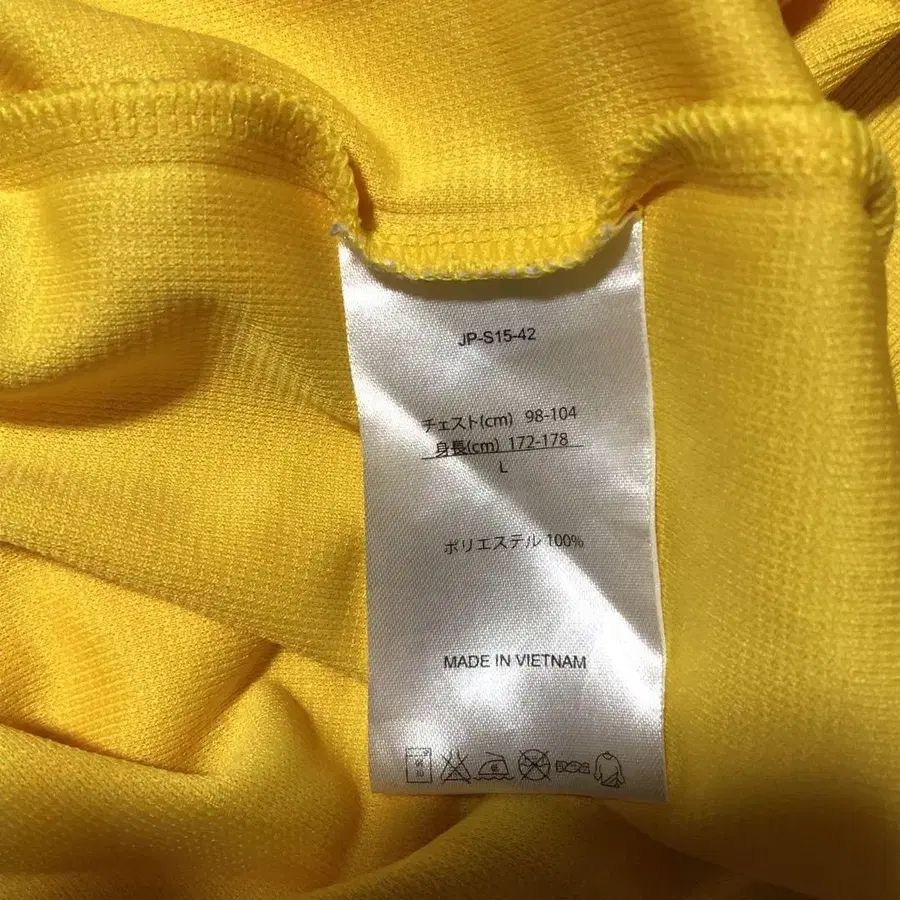 JP-S15-42
チェスト(cm) 98-104
身長(cm) 172-178
L
ポリエステル 100%
MADE IN VIETNAM